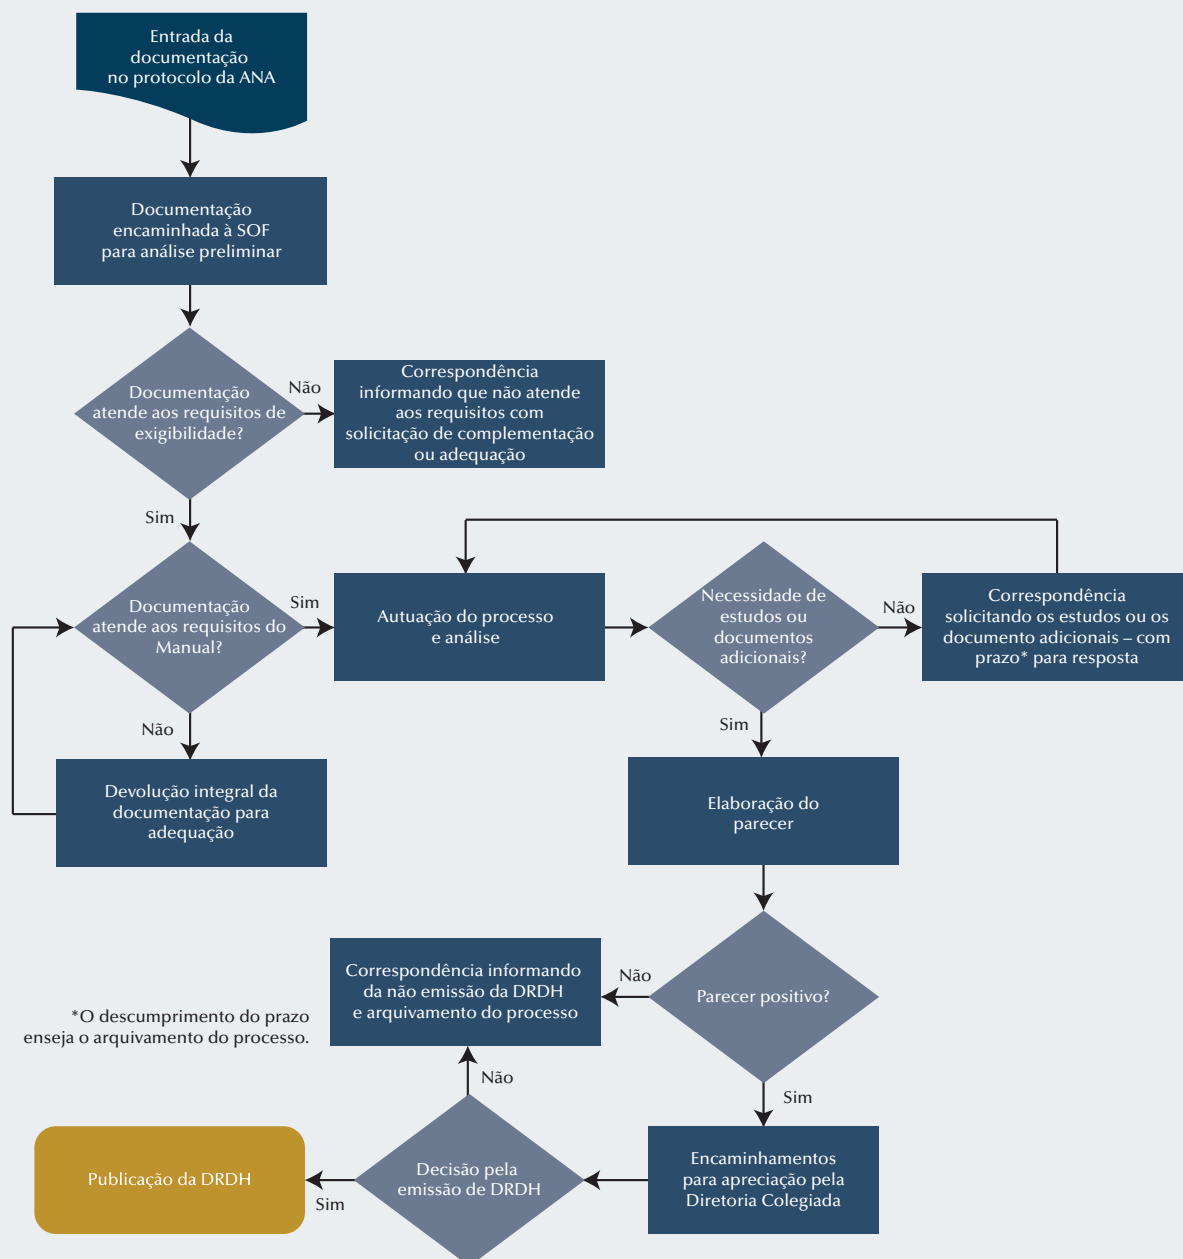 Entrada da
documentação
no protocolo da ANA
Documentação
encaminhada à SOF
para análise preliminar
Documentação
atende aos requisitos de
exigibilidade?
Não
Correspondência
informando que não atende
aos requisitos com
solicitação de complementação
ou adequação
Sim
Documentação
atende aos requisitos do
Manual?
Sim
Autuação do processo
e análise
Necessidade de
estudos ou
documentos
adicionais?
Não
Correspondência
solicitando os estudos ou os
documento adicionais – com
prazo* para resposta
Não
Sim
Devolução integral da
documentação para
adequação
Elaboração do
parecer
Parecer positivo?
Não
Correspondência informando
da não emissão da DRDH
e arquivamento do processo
*O descumprimento do prazo
enseja o arquivamento do processo.
Não
Sim
Encaminhamentos
para apreciação pela
Diretoria Colegiada
Decisão pela
emissão de DRDH
Sim
Publicação da DRDH